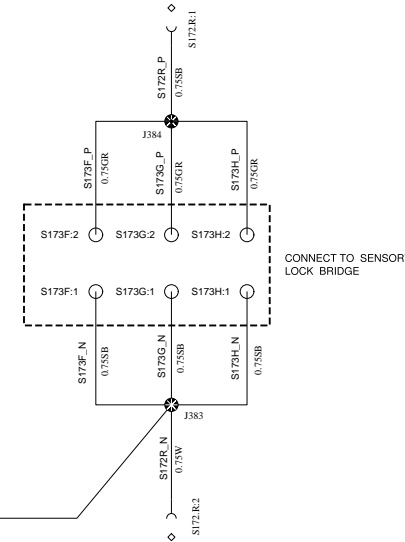 S172.R:1
S172R_P
0.75SB
J384
S173F_P
0.75GR
S173G_P
0.75GR
S173H_P
0.75GR
S173F:2
S173G:2
S173H:2
CONNECT TO SENSOR
LOCK BRIDGE
S173F:1
S173G:1
S173H:1
S173F_N
0.75SB
S173G_N
0.75SB
S173H_N
0.75SB
J383
S172R_N
0.75W
S172.R:2